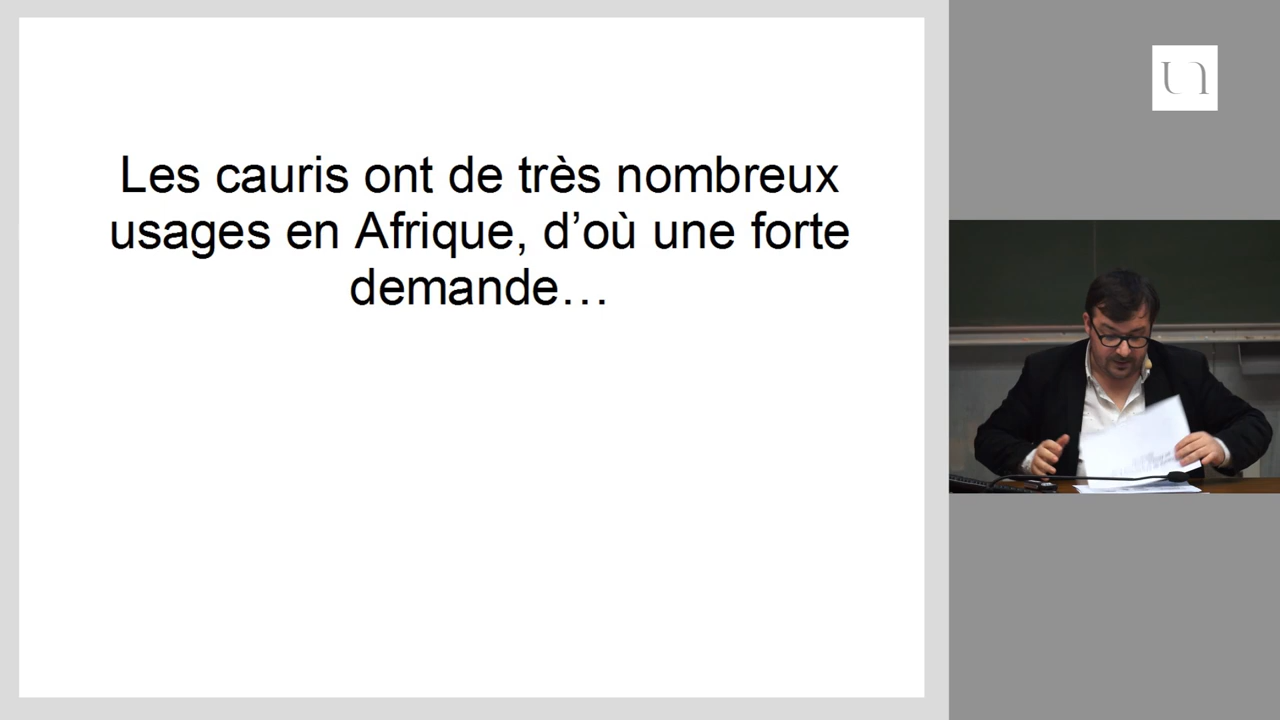 Les cauris ont de très nombreux
usages en Afrique, d’où une forte
demande…